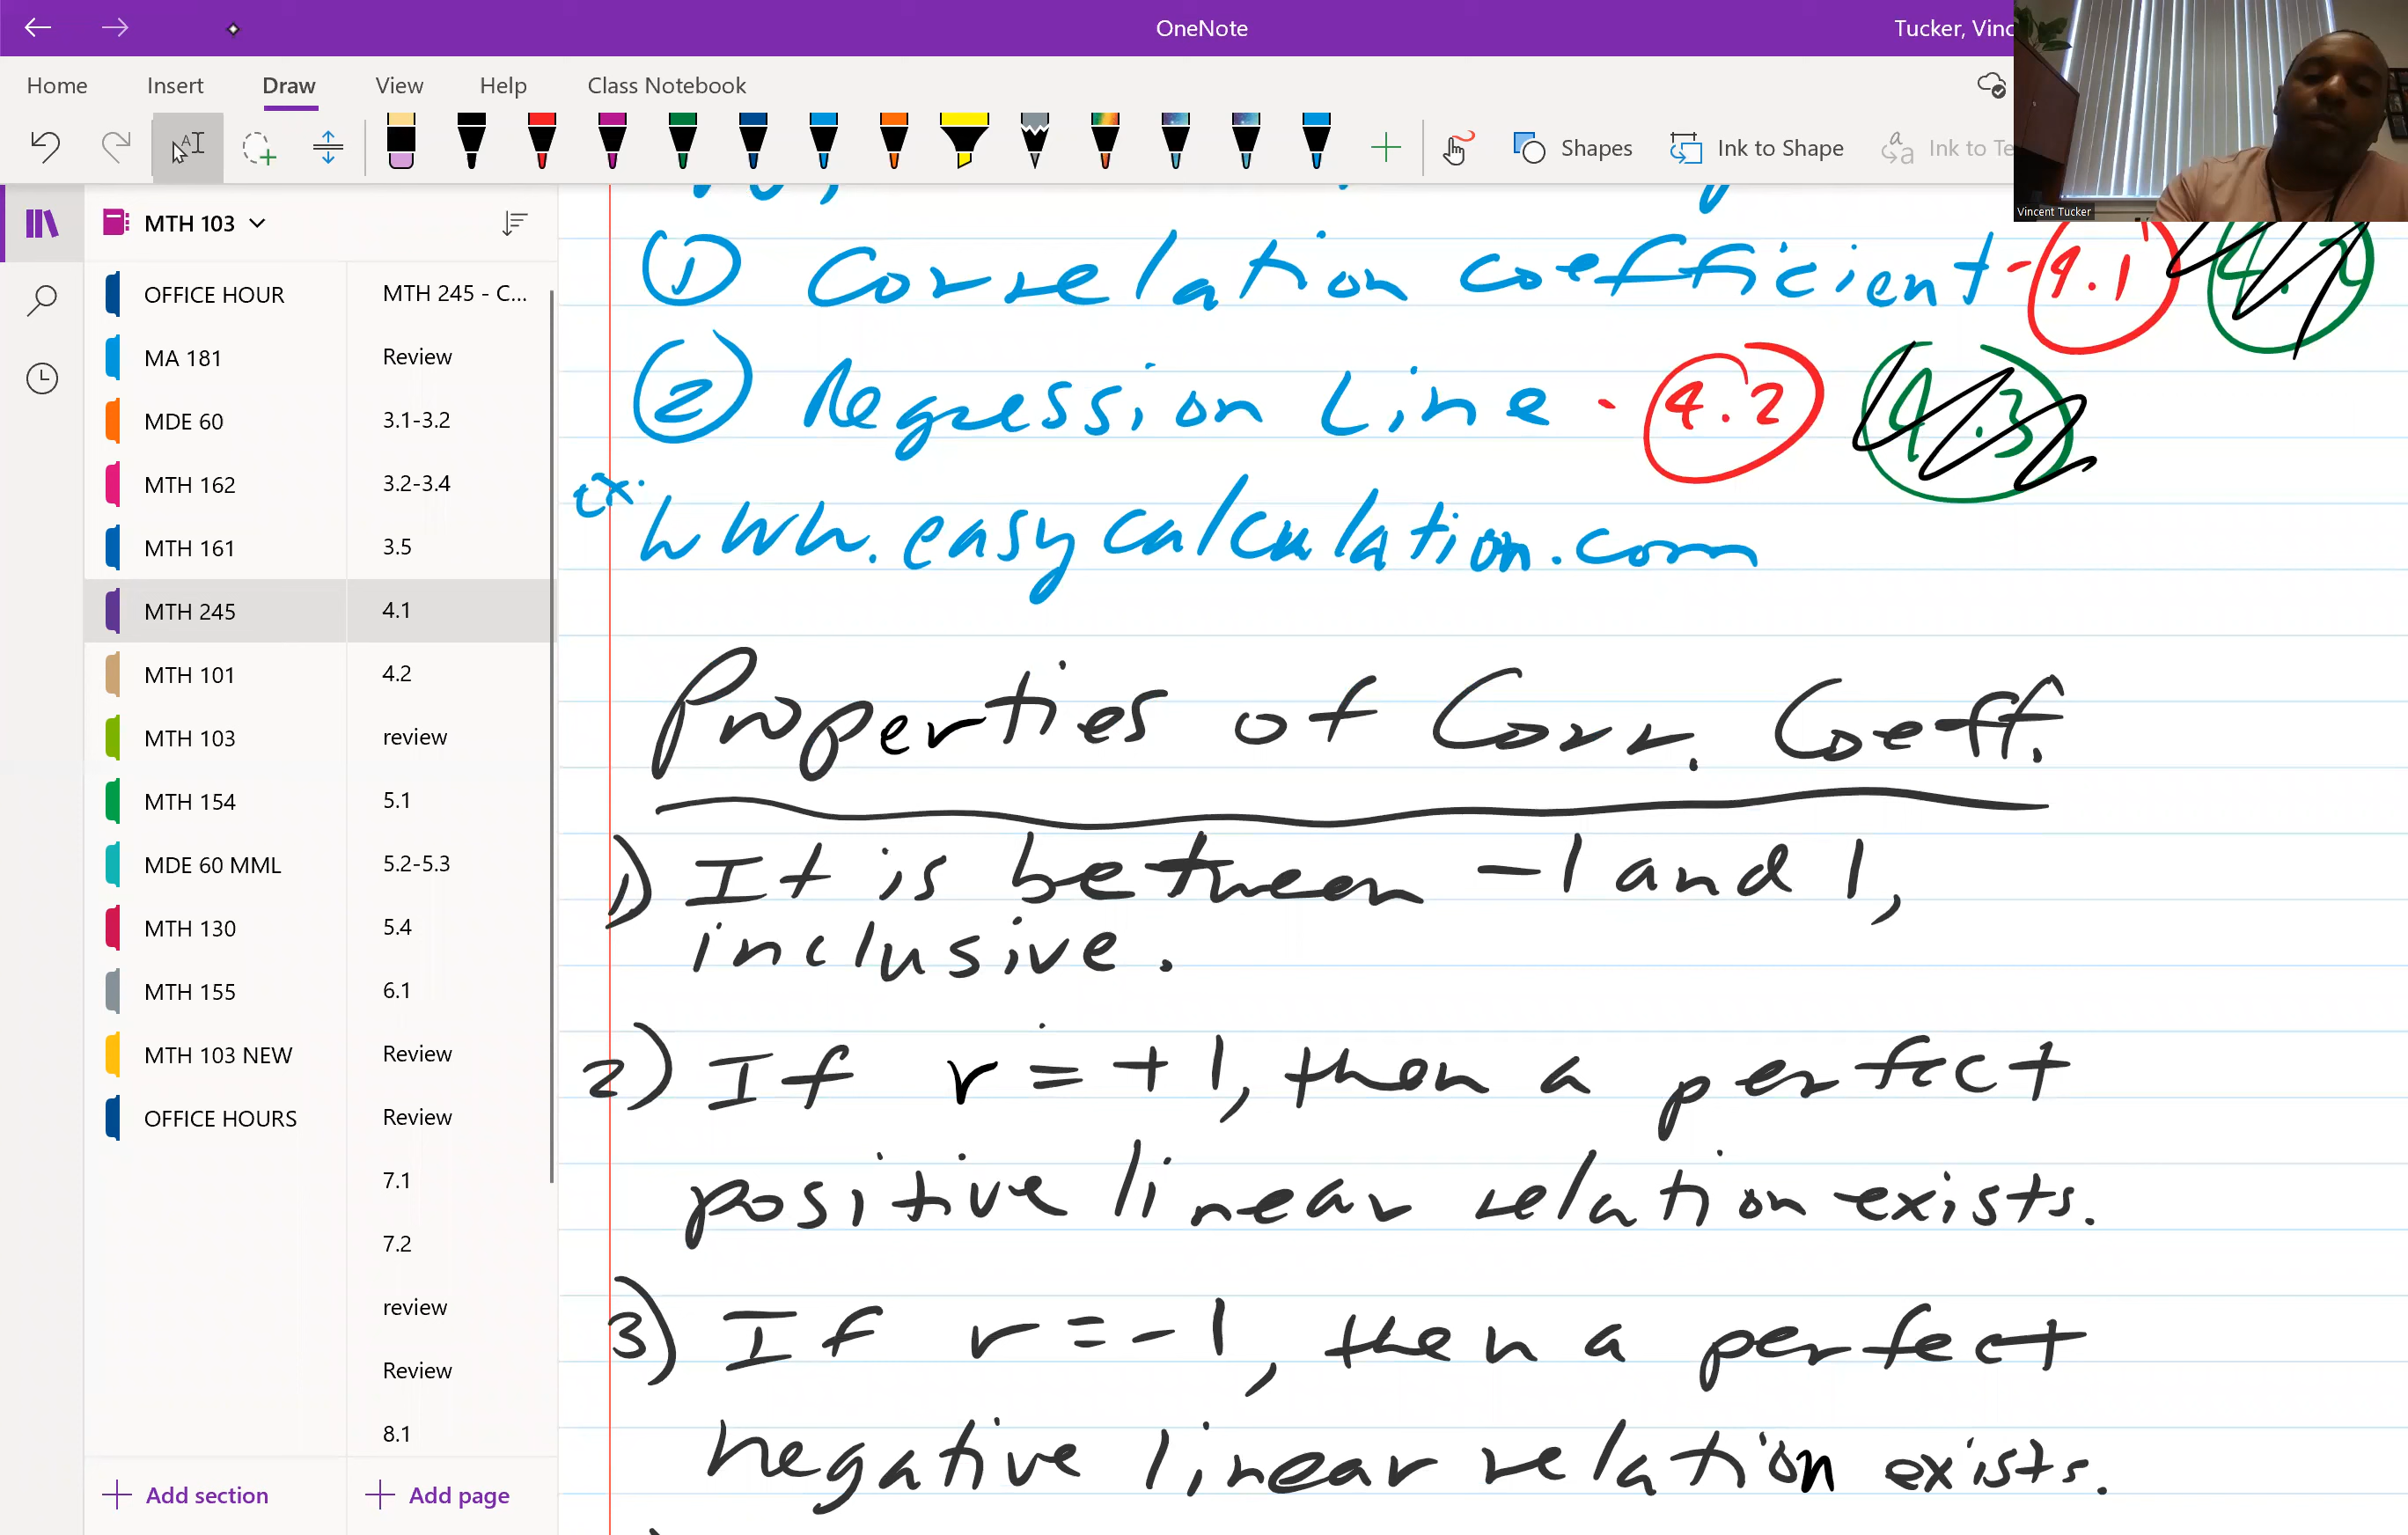 OneNote
Tucker, Vinc
Home Insert Draw View Help Class Notebook
Shapes Ink to Shape Ink to Te
Vincent Tucker
MTH 103
OFFICE HOUR
MA 181
MDE 60
MTH 162
MTH 161
MTH 245
MTH 101
MTH 103
MTH 154
MDE 60 MML
MTH 130
MTH 155
MTH 103 NEW
OFFICE HOURS
Add section
MTH 245 - C...
Review
3.1-3.2
3.2-3.4
3.5
4.1
4.2
review
5.1
5.2-5.3
5.4
6.1
Review
Review
7.1
7.2
review
Review
8.1
Add page
① Correlation coefficient - 4.1
② Regression Line - 4.2 4.3
ex. www.easycalculation.com
Properties of Corr. Coeff.
1) It is between -1 and 1,
inclusive.
2) If r = +1, then a perfect
positive linear relation exists.
3) If r = -1, then a perfect
negative linear relation exists.